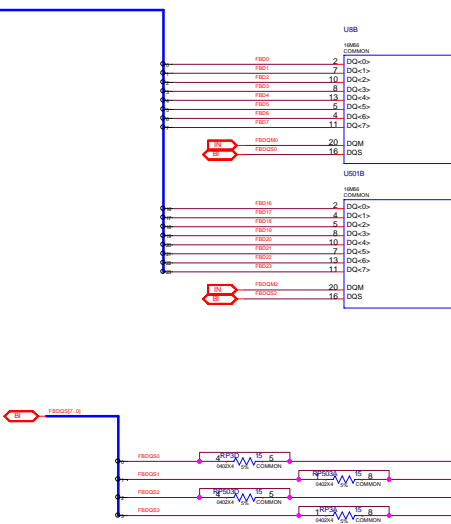 U8B
16M66
COMMON
FBD0 2 DQ<0>
FBD1 7 DQ<1>
FBD2 10 DQ<2>
FBD3 8 DQ<3>
FBD4 13 DQ<4>
FBD5 5 DQ<5>
FBD6 4 DQ<6>
FBD7 11 DQ<7>
IN FBDQM0 20 DQM
BI FBDQS0 16 DQS
U501B
16M66
COMMON
FBD16 2 DQ<0>
FBD17 4 DQ<1>
FBD18 5 DQ<2>
FBD19 8 DQ<3>
FBD20 10 DQ<4>
FBD21 7 DQ<5>
FBD22 13 DQ<6>
FBD23 11 DQ<7>
IN FBDQM2 20 DQM
BI FBDQS2 16 DQS
BI FBDQS[7..0]
FBDQS0 4 RP3D 15 5
0402X4 5% COMMON
FBDQS1 RP503A 15 8
0402X4 5% COMMON
FBDQS2 4 RP503D 15 5
0402X4 5% COMMON
FBDQS3 1 RP3A 15 8
0402X4 5% COMMON